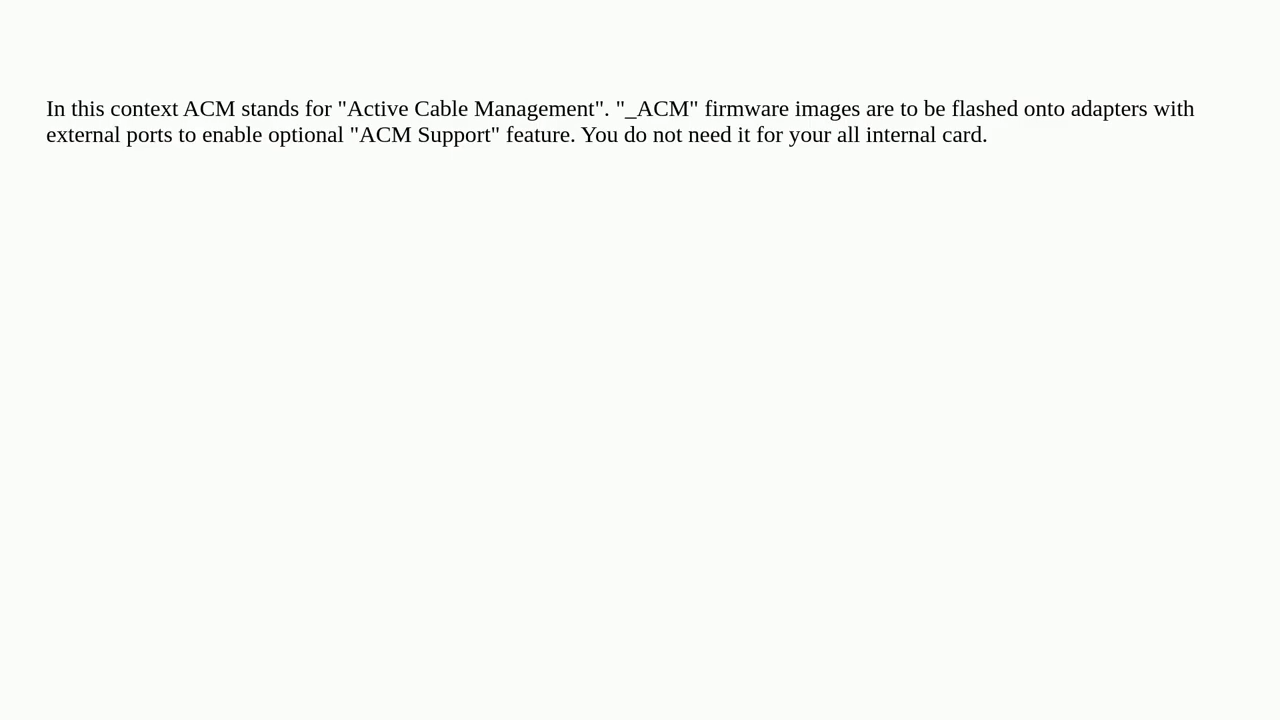 In this context ACM stands for "Active Cable Management". "_ACM" firmware images are to be flashed onto adapters with
external ports to enable optional "ACM Support" feature. You do not need it for your all internal card.